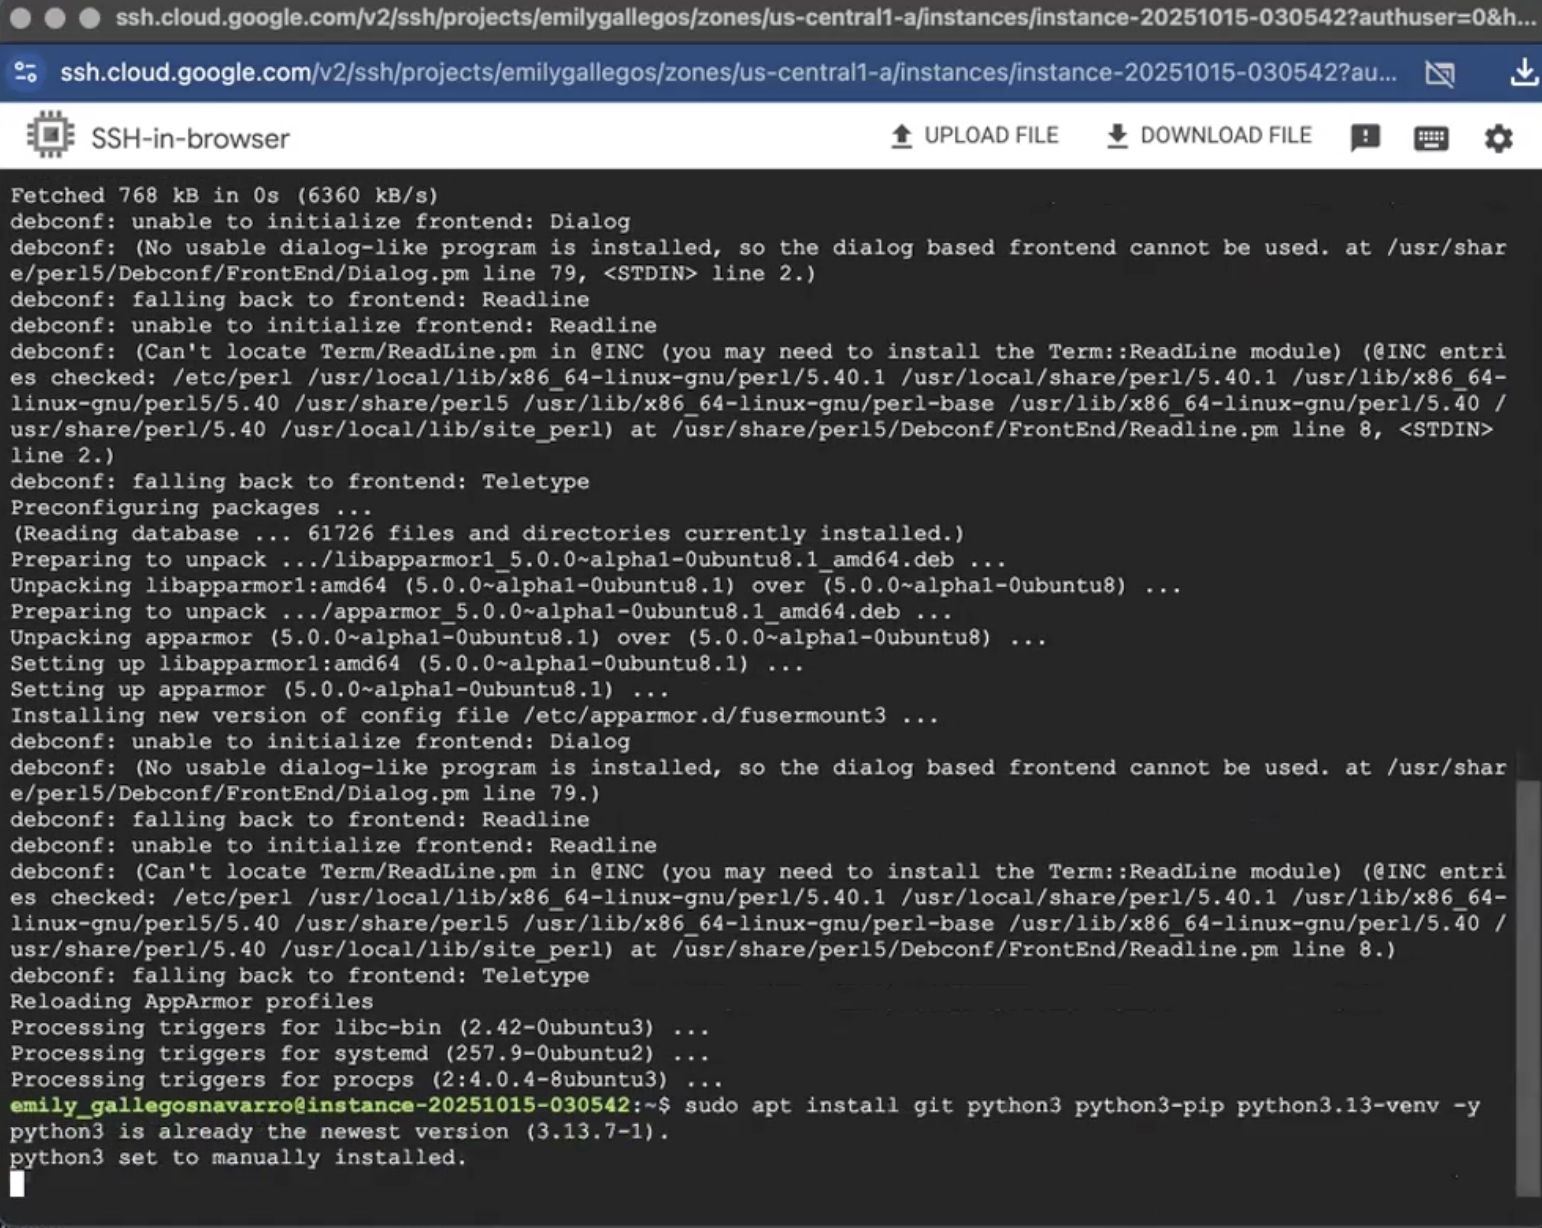 ssh.cloud.google.com/v2/ssh/projects/emilygallegos/zones/us-central1-a/instances/instance-20251015-030542?authuser=0&h...
ssh.cloud.google.com/v2/ssh/projects/emilygallegos/zones/us-central1-a/instances/instance-20251015-030542?au...
SSH-in-browser
UPLOAD FILE
DOWNLOAD FILE
Fetched 768 kB in 0s (6360 kB/s)
debconf: unable to initialize frontend: Dialog
debconf: (No usable dialog-like program is installed, so the dialog based frontend cannot be used. at /usr/shar
e/perl5/Debconf/FrontEnd/Dialog.pm line 79, <STDIN> line 2.)
debconf: falling back to frontend: Readline
debconf: unable to initialize frontend: Readline
debconf: (Can't locate Term/ReadLine.pm in @INC (you may need to install the Term::ReadLine module) (@INC entri
es checked: /etc/perl /usr/local/lib/x86_64-linux-gnu/perl/5.40.1 /usr/local/share/perl/5.40.1 /usr/lib/x86_64-
linux-gnu/perl5/5.40 /usr/share/perl5 /usr/lib/x86_64-linux-gnu/perl-base /usr/lib/x86_64-linux-gnu/perl/5.40 /
usr/share/perl/5.40 /usr/local/lib/site_perl) at /usr/share/perl5/Debconf/FrontEnd/Readline.pm line 8, <STDIN>
line 2.)
debconf: falling back to frontend: Teletype
Preconfiguring packages ...
(Reading database ... 61726 files and directories currently installed.)
Preparing to unpack .../libapparmor1_5.0.0~alpha1-0ubuntu8.1_amd64.deb ...
Unpacking libapparmor1:amd64 (5.0.0~alpha1-0ubuntu8.1) over (5.0.0~alpha1-0ubuntu8) ...
Preparing to unpack .../apparmor_5.0.0~alpha1-0ubuntu8.1_amd64.deb ...
Unpacking apparmor (5.0.0~alpha1-0ubuntu8.1) over (5.0.0~alpha1-0ubuntu8) ...
Setting up libapparmor1:amd64 (5.0.0~alpha1-0ubuntu8.1) ...
Setting up apparmor (5.0.0~alpha1-0ubuntu8.1) ...
Installing new version of config file /etc/apparmor.d/fusermount3 ...
debconf: unable to initialize frontend: Dialog
debconf: (No usable dialog-like program is installed, so the dialog based frontend cannot be used. at /usr/shar
e/perl5/Debconf/FrontEnd/Dialog.pm line 79.)
debconf: falling back to frontend: Readline
debconf: unable to initialize frontend: Readline
debconf: (Can't locate Term/ReadLine.pm in @INC (you may need to install the Term::ReadLine module) (@INC entri
es checked: /etc/perl /usr/local/lib/x86_64-linux-gnu/perl/5.40.1 /usr/local/share/perl/5.40.1 /usr/lib/x86_64-
linux-gnu/perl5/5.40 /usr/share/perl5 /usr/lib/x86_64-linux-gnu/perl-base /usr/lib/x86_64-linux-gnu/perl/5.40 /
usr/share/perl/5.40 /usr/local/lib/site_perl) at /usr/share/perl5/Debconf/FrontEnd/Readline.pm line 8.)
debconf: falling back to frontend: Teletype
Reloading AppArmor profiles
Processing triggers for libc-bin (2.42-0ubuntu3) ...
Processing triggers for systemd (257.9-0ubuntu2) ...
Processing triggers for procps (2:4.0.4-8ubuntu3) ...
emily_gallegosnavarro@instance-20251015-030542:~$ sudo apt install git python3 python3-pip python3.13-venv -y
python3 is already the newest version (3.13.7-1).
python3 set to manually installed.